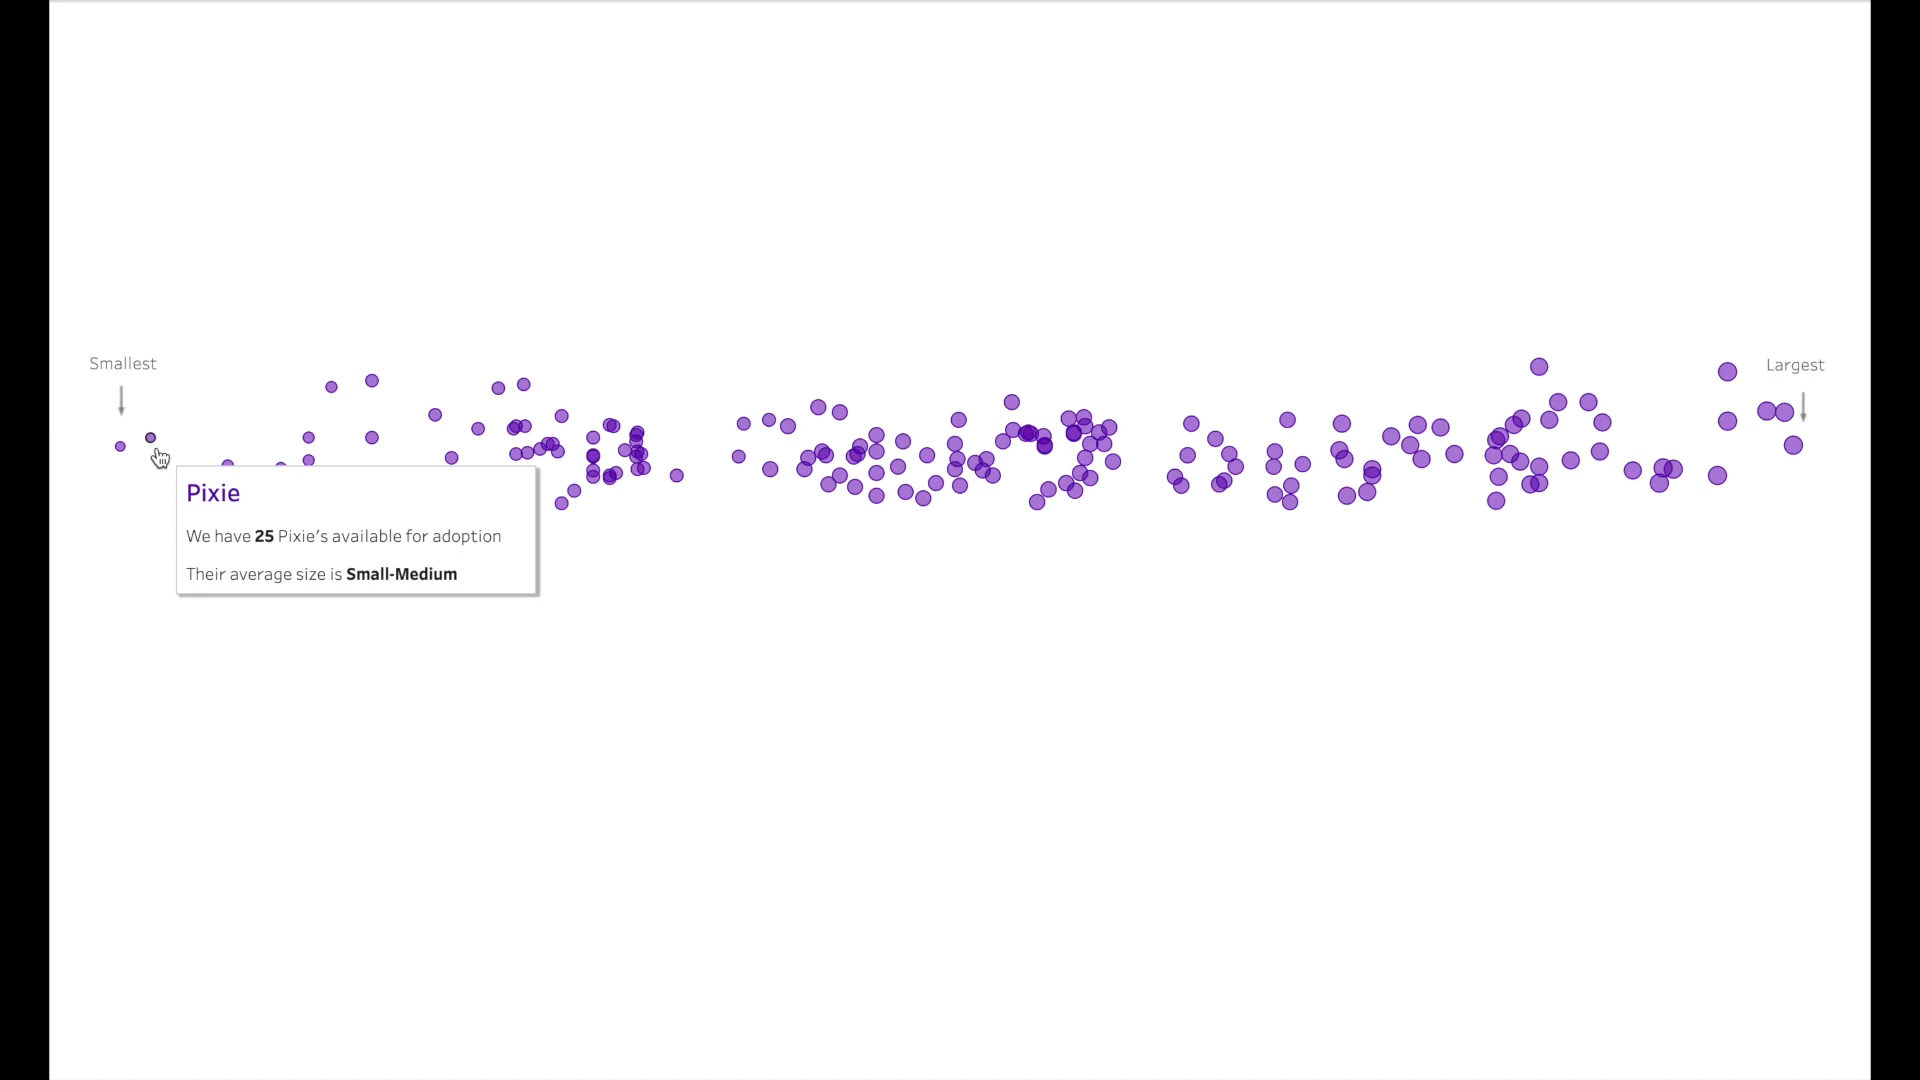 Smallest
Largest
Pixie
We have 25 Pixie's available for adoption
Their average size is Small-Medium